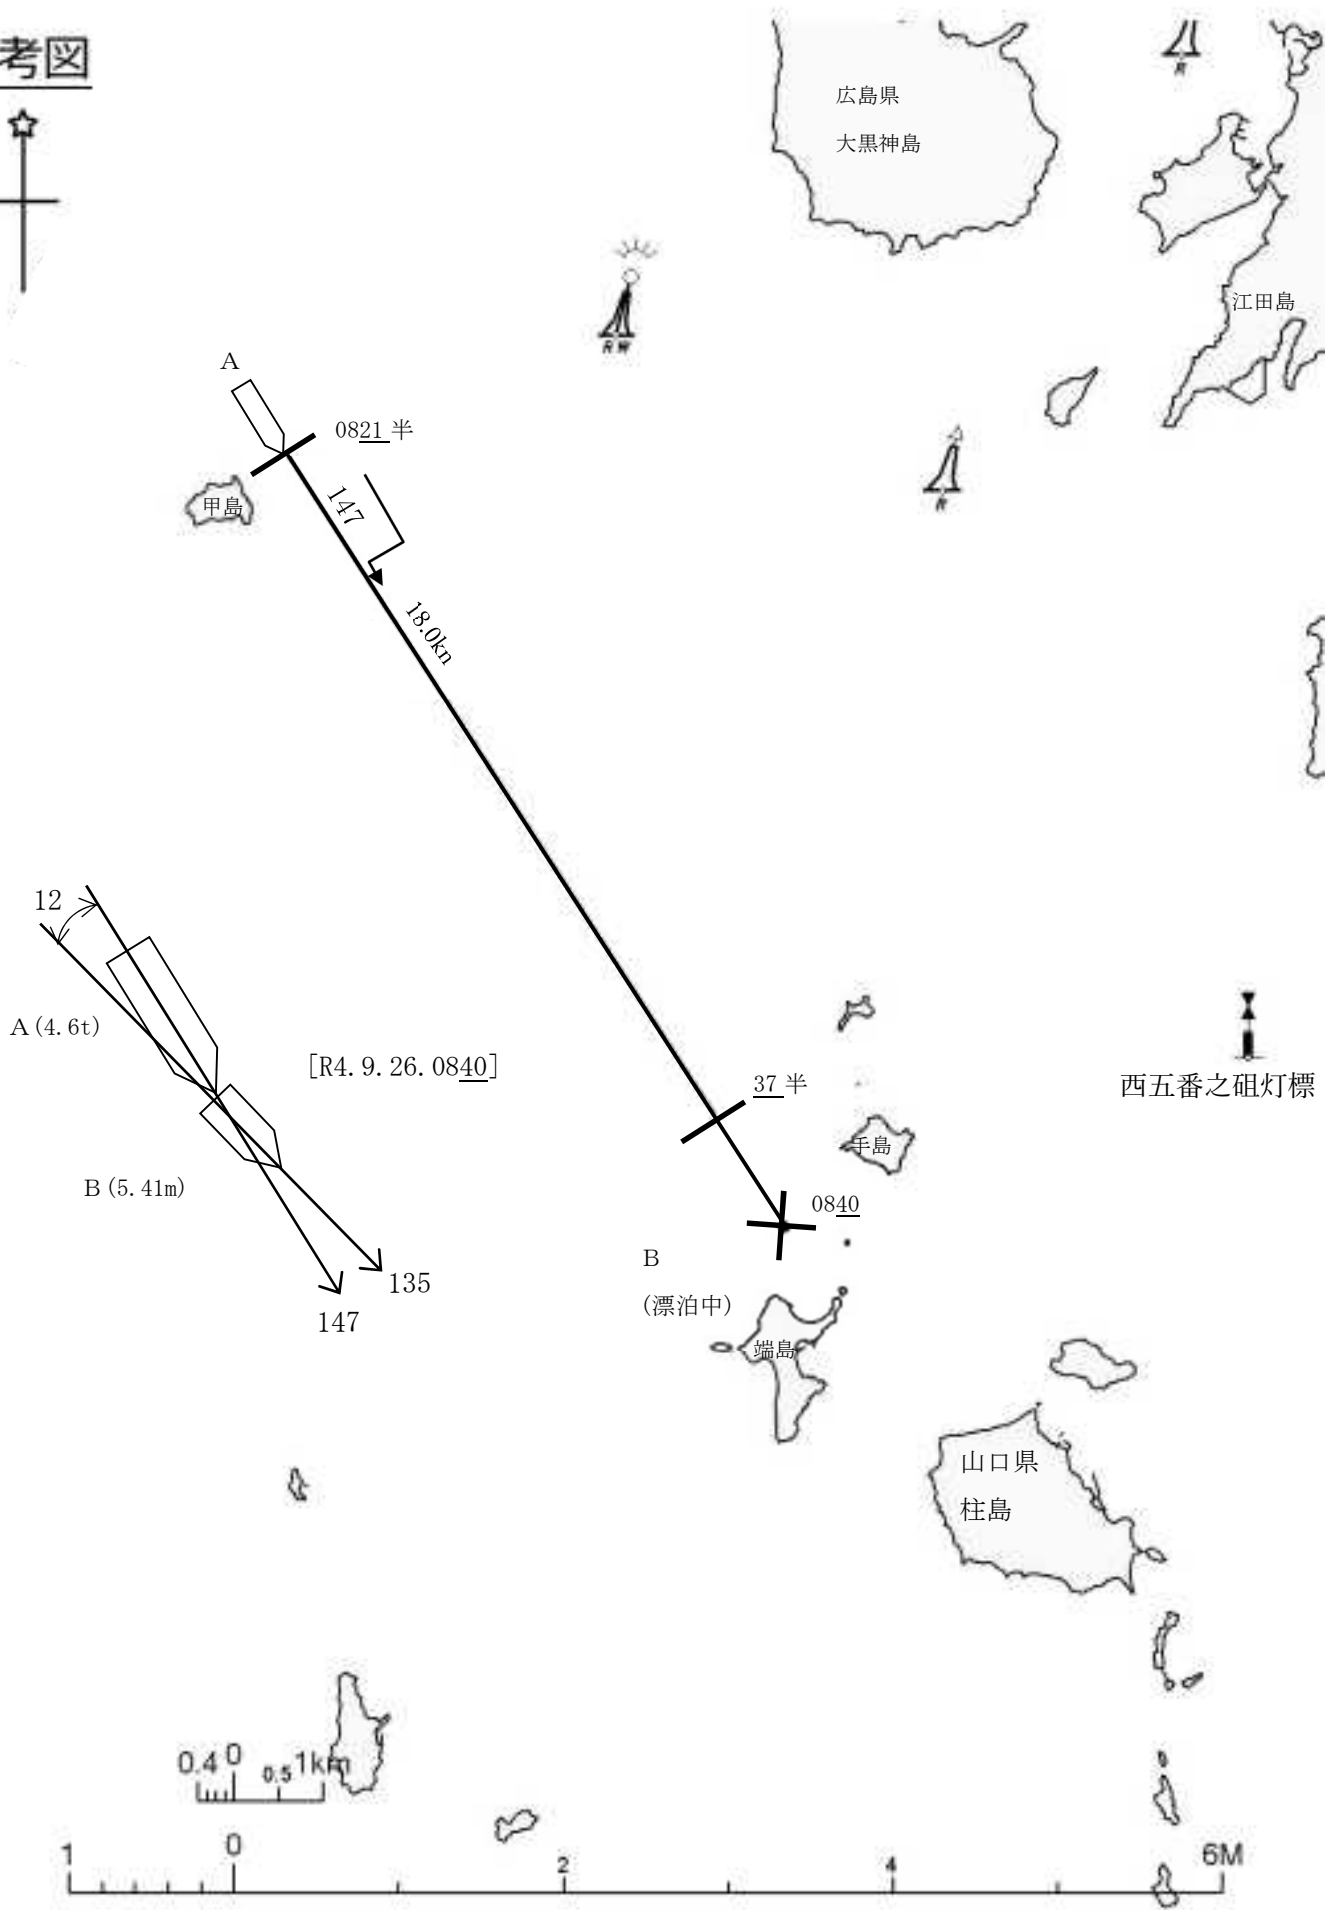 考図
R
広島県
大黒神島
江田島
RW
A
0821半
甲島
147
R
18.0kn
12
A(4.6t)
[R4.9.26.0840]
37半
西五番之砠灯標
手島
B(5.41m)
0840
B
(漂泊中)
135
147
端島
山口県
柱島
0.4 0 0.5 1km
1 0 2 4 6M